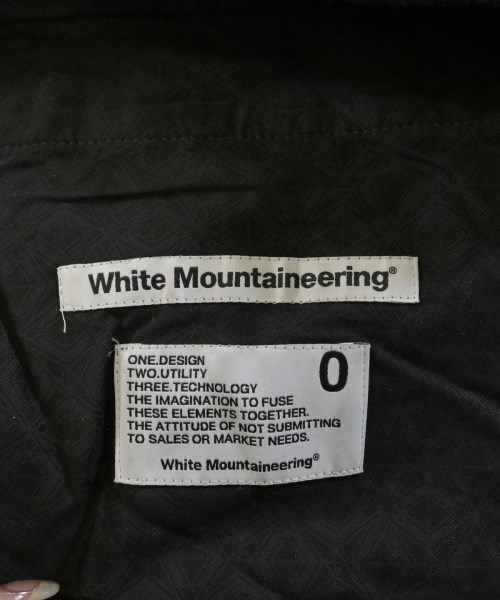 White Mountaineering®
0
ONE.DESIGN
TWO.UTILITY
THREE.TECHNOLOGY
THE IMAGINATION TO FUSE
THESE ELEMENTS TOGETHER.
THE ATTITUDE OF NOT SUBMITTING
TO SALES OR MARKET NEEDS.
White Mountaineering®